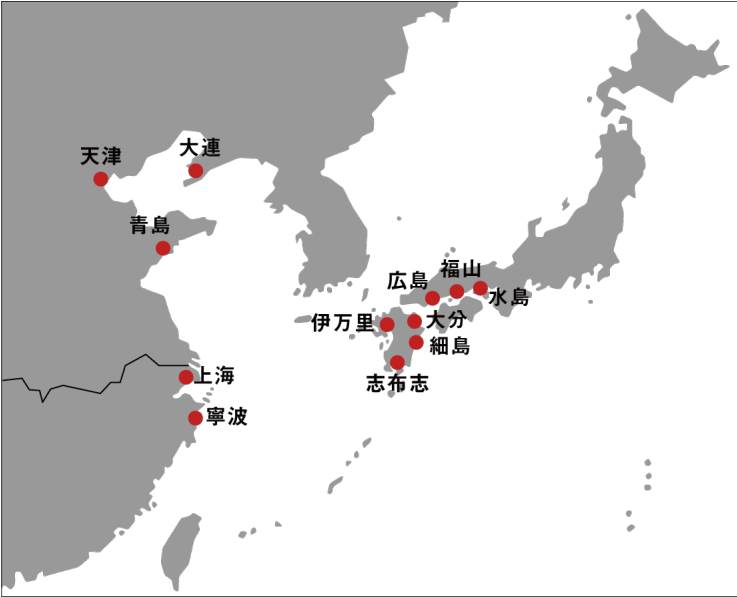 天津
大連
青島
福山
広島
水島
伊万里
大分
細島
上海
志布志
寧波